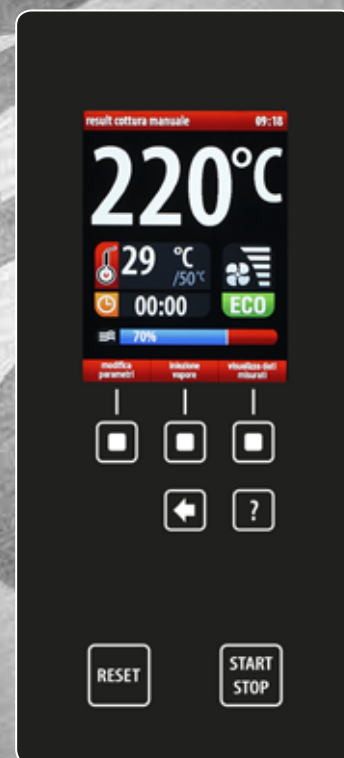 result cottura manuale 09:18
220°C
29 °C
/50°C
00:00 ECO
70%
modifica parametri iniezione vapore visualizza dati misurati
?
RESET START STOP